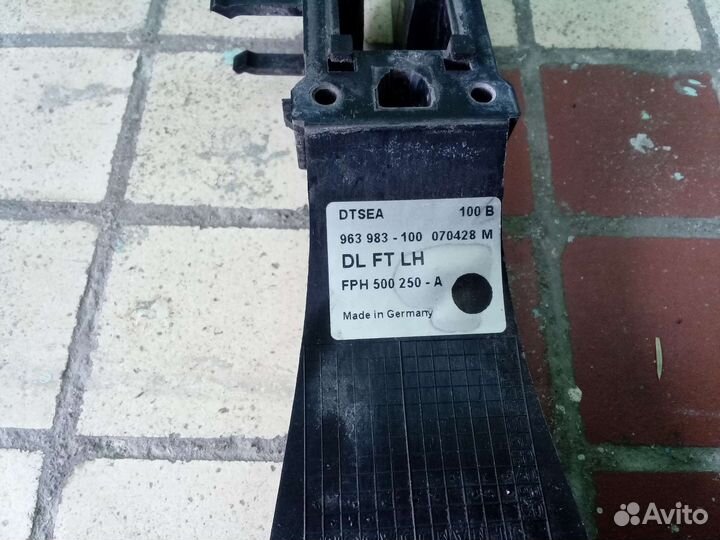 DTSEA 100 B
963 983 - 100 070428 M
DL FT LH
FPH 500 250 - A
Made in Germany
Avito